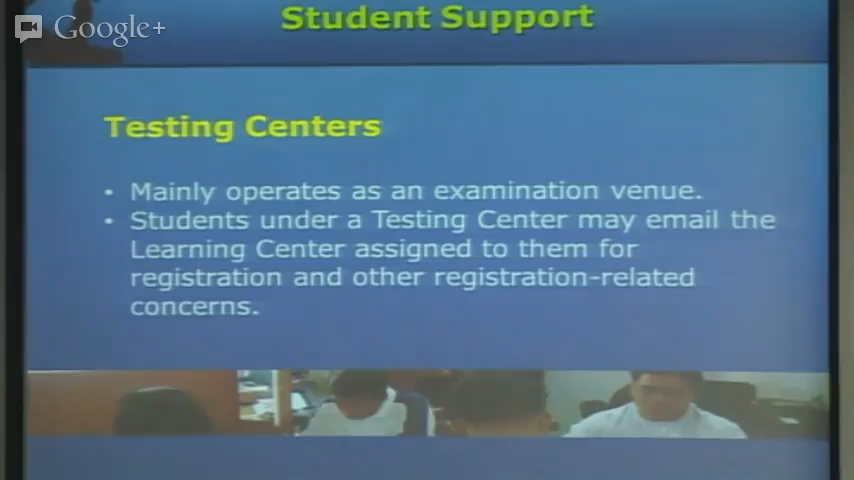 Google+
Student Support
Testing Centers
• Mainly operates as an examination venue.
• Students under a Testing Center may email the
Learning Center assigned to them for
registration and other registration-related
concerns.